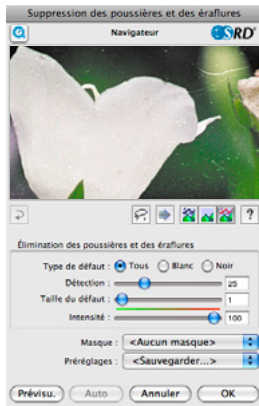 Suppression des poussières et des éraflures
Navigateur
SRD
?
Élimination des poussières et des éraflures
Type de défaut : Tous Blanc Noir
Détection : 25
Taille du défaut : 1
Intensité : 100
Masque : <Aucun masque>
Préréglages : <Sauvegarder...>
Prévisu. Auto Annuler OK